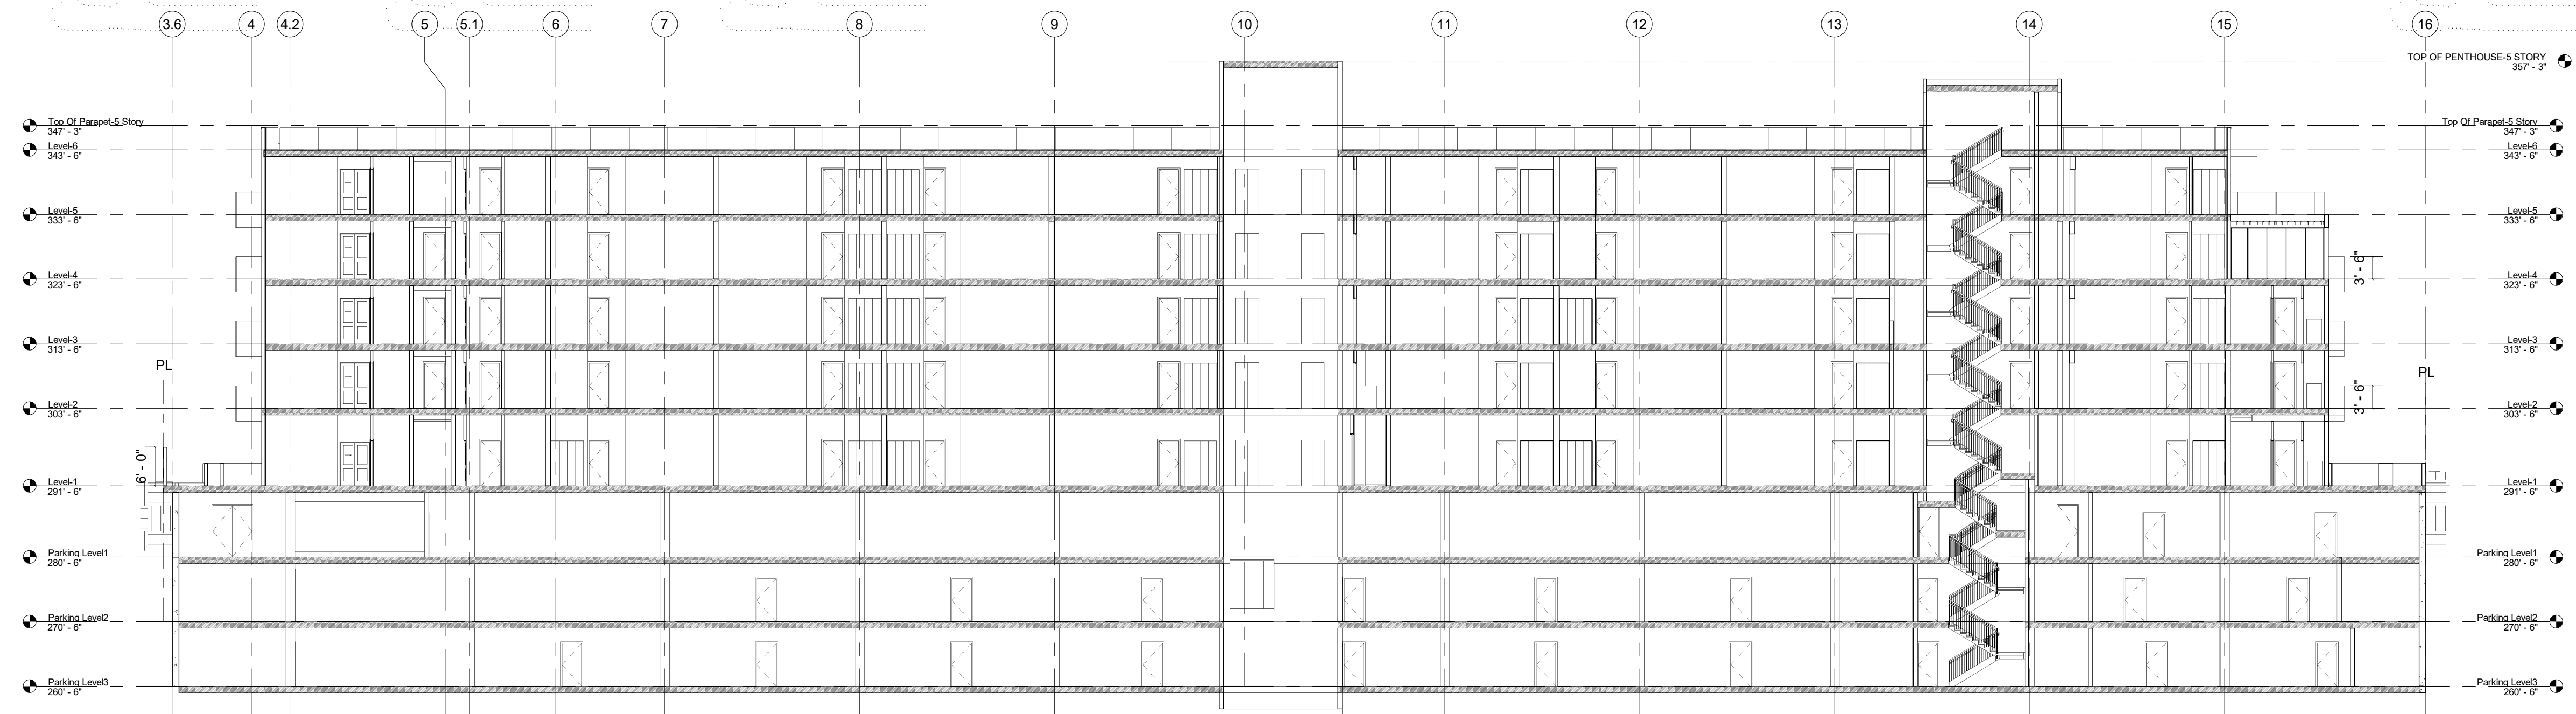 3.6 4 4.2 5 5.1 6 7 8 9 10 11 12 13 14 15 16
TOP OF PENTHOUSE-5 STORY
357' - 3"
Top Of Parapet-5 Story
347' - 3"
Level-6
343' - 6"
Level-5
333' - 6"
Level-4
323' - 6"
Level-3
313' - 6"
PL
Level-2
303' - 6"
6' - 0"
Level-1
291' - 6"
Parking Level1
280' - 6"
Parking Level2
270' - 6"
Parking Level3
260' - 6"
Top Of Parapet-5 Story
347' - 3"
Level-6
343' - 6"
Level-5
333' - 6"
3' - 6"
Level-4
323' - 6"
Level-3
313' - 6"
PL
3' - 6"
Level-2
303' - 6"
Level-1
291' - 6"
Parking Level1
280' - 6"
Parking Level2
270' - 6"
Parking Level3
260' - 6"